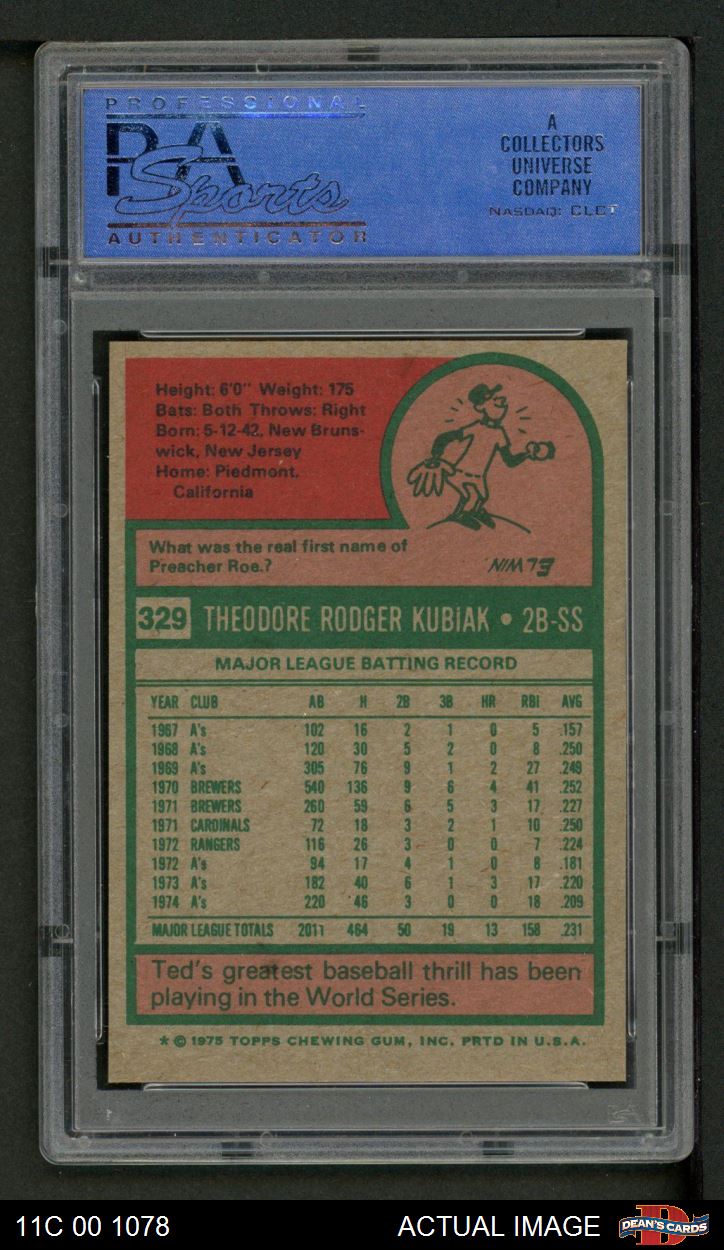 PROFESSIONAL
PSA
Sports
AUTHENTICATOR
A
COLLECTORS
UNIVERSE
COMPANY
NASDAQ: CLCT
Height: 6'0" Weight: 175
Bats: Both Throws: Right
Born: 5-12-42, New Bruns-
wick, New Jersey
Home: Piedmont,
California
What was the real first name of
Preacher Roe.?
ELWIN
329 THEODORE RODGER KUBIAK • 2B-SS
MAJOR LEAGUE BATTING RECORD
YEAR CLUB AB H 2B 3B HR RBI AVG
1967 A's 102 16 2 1 0 5 .157
1968 A's 120 30 5 2 0 8 .250
1969 A's 305 76 9 1 2 27 .249
1970 BREWERS 540 136 9 6 4 41 .252
1971 BREWERS 260 59 6 5 3 17 .227
1971 CARDINALS 72 18 3 2 1 10 .250
1972 RANGERS 116 26 3 0 0 7 .224
1972 A's 94 17 4 1 0 8 .181
1973 A's 182 40 6 1 3 17 .220
1974 A's 220 46 3 0 0 18 .209
MAJOR LEAGUE TOTALS 2011 464 50 19 13 158 .231
Ted's greatest baseball thrill has been
playing in the World Series.
* © 1975 TOPPS CHEWING GUM, INC. PRTD IN U.S.A.
11C 00 1078 ACTUAL IMAGE DEAN'S CARDS